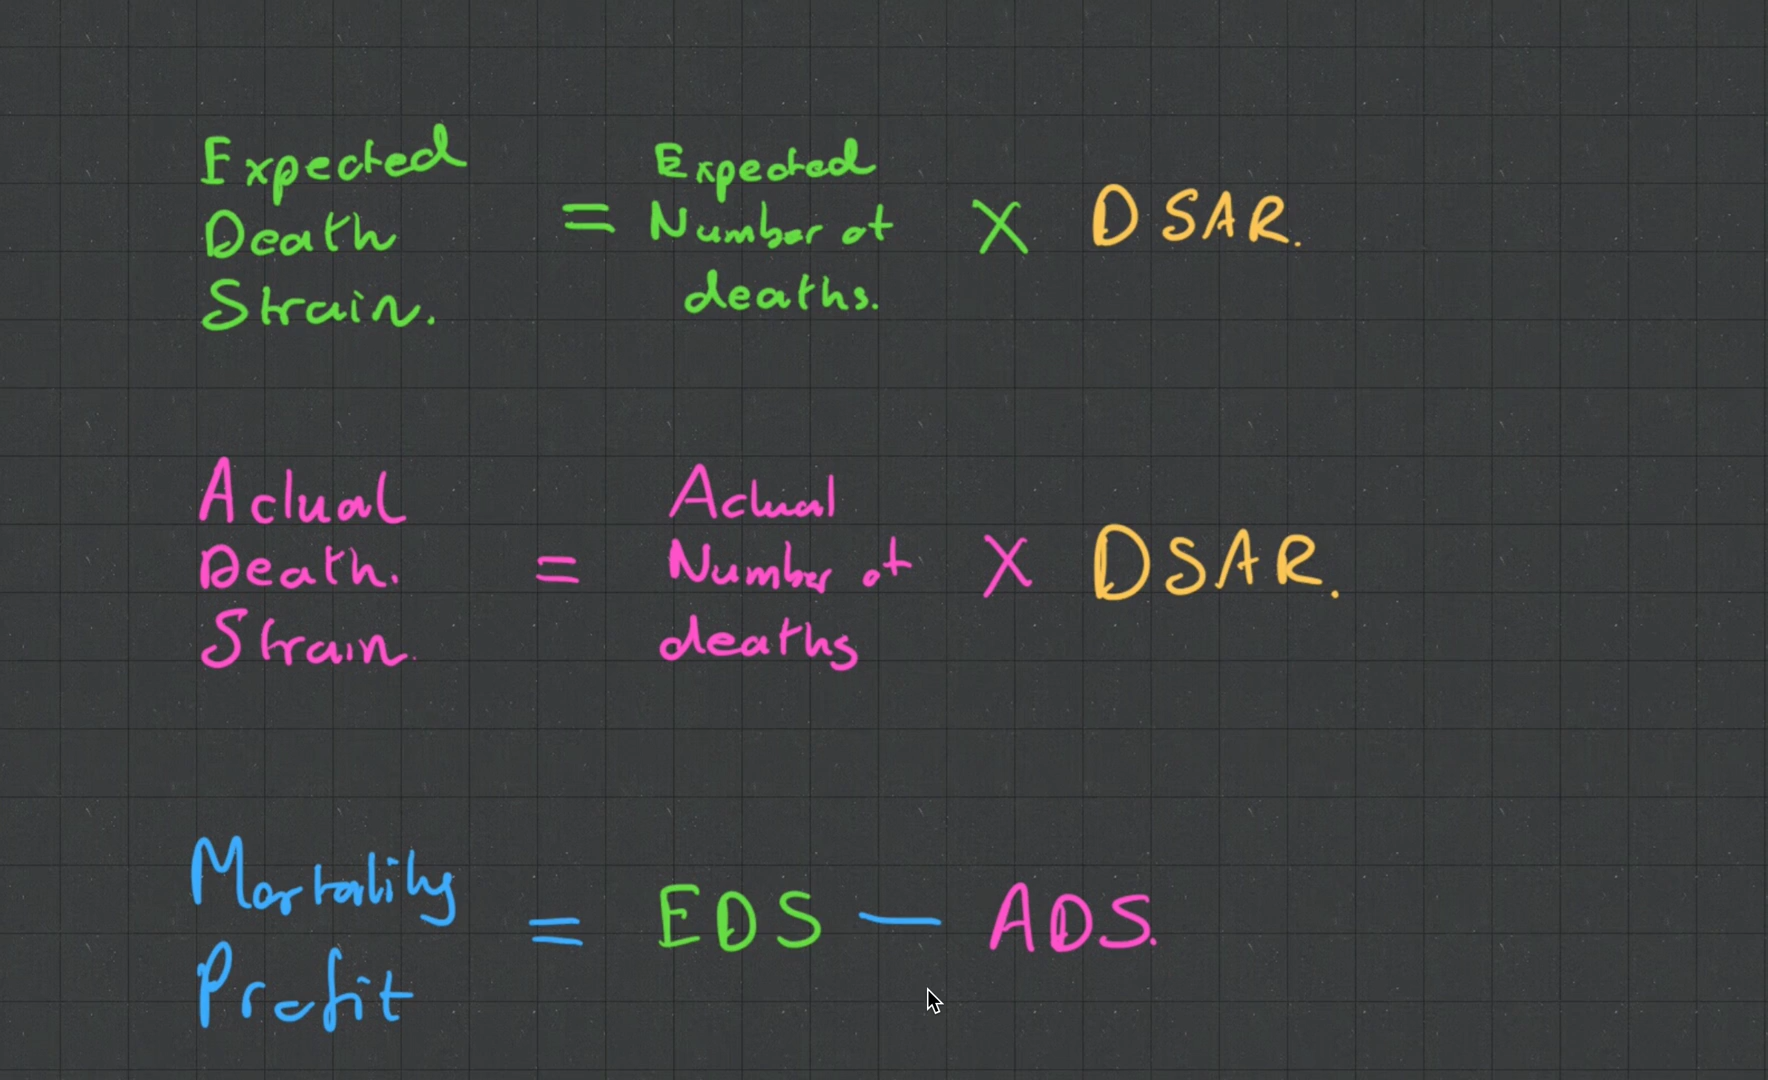 Expected
Death
Strain.
=
Expected
Number of
deaths.
X
DSAR.
Actual
Death.
Strain.
=
Actual
Number of
deaths
X
DSAR.
Mortality
Profit
= EDS — ADS.